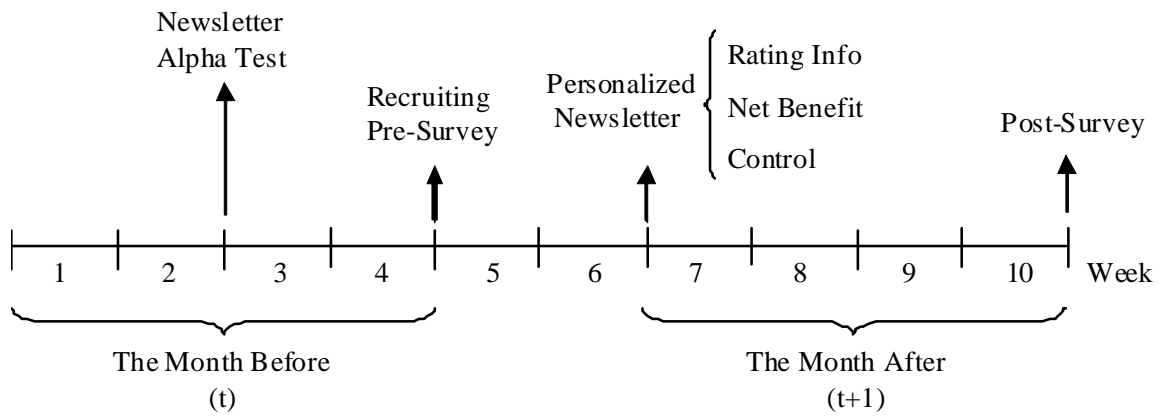 Newsletter
Alpha Test
Recruiting
Pre-Survey
Personalized
Newsletter
Rating Info
Net Benefit
Control
Post-Survey
1 2 3 4 5 6 7 8 9 10 Week
The Month Before
(t)
The Month After
(t+1)